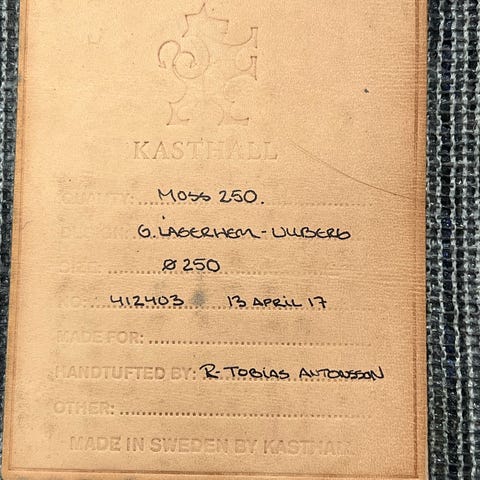 KASTHALL
QUALITY: MOSS 250.
DESIGN: G. LAGERHEM-ULLBERG
SIZE: Ø 250
NO.: 412403 13 APRIL 17
MADE FOR:
HANDTUFTED BY: R-TOBIAS ANTONSSON
OTHER:
MADE IN SWEDEN BY KASTHALL